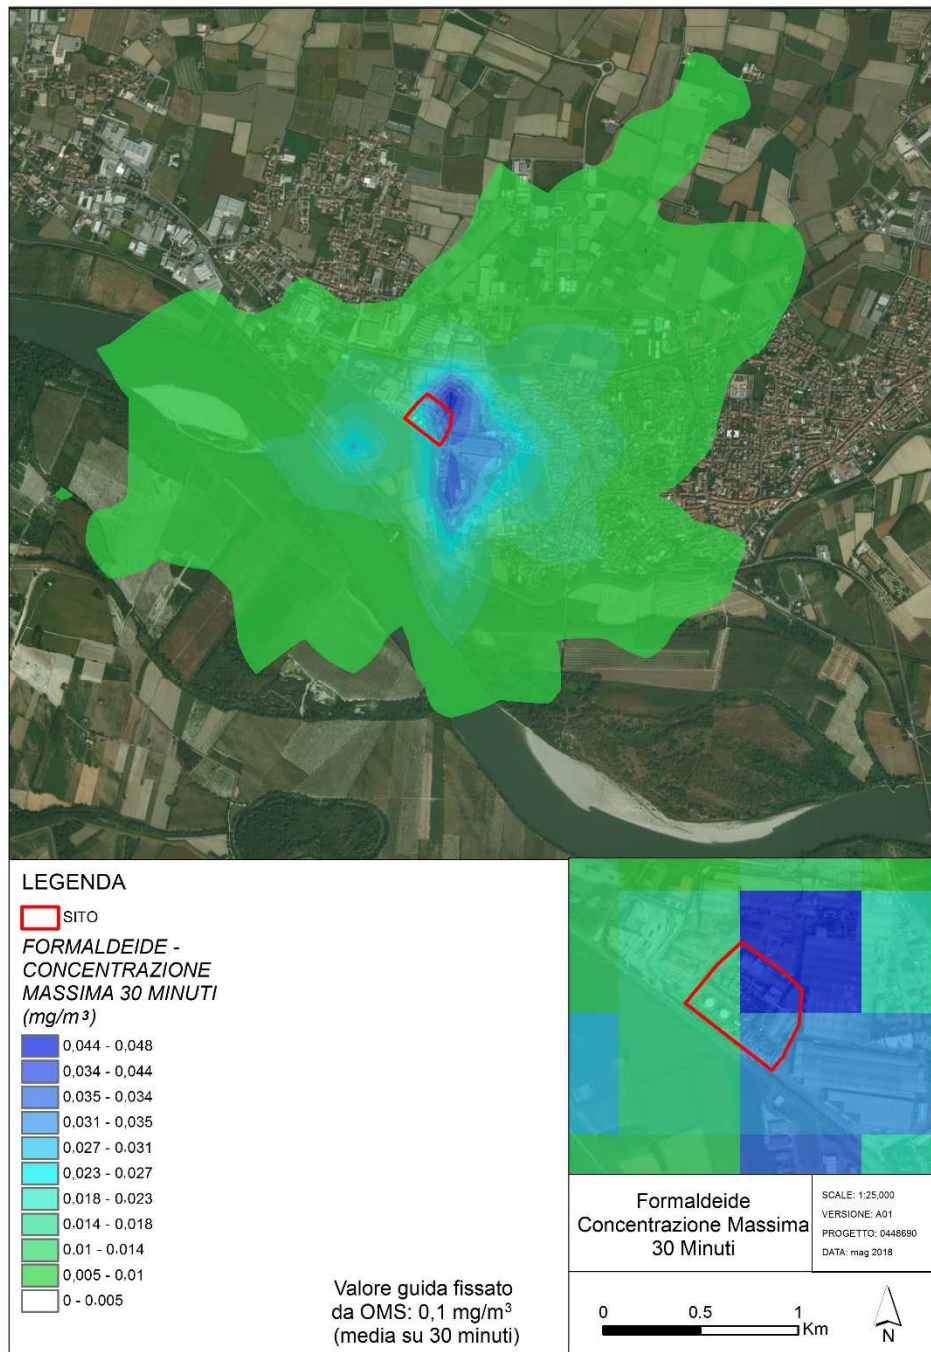 LEGENDA
SITO
FORMALDEIDE -
CONCENTRAZIONE
MASSIMA 30 MINUTI
(mg/m³)
0,044 - 0,048
0,034 - 0,044
0,035 - 0,034
0,031 - 0,035
0,027 - 0,031
0,023 - 0,027
0,018 - 0,023
0,014 - 0,018
0,01 - 0,014
0,005 - 0,01
0 - 0,005
Valore guida fissato
da OMS: 0,1 mg/m³
(media su 30 minuti)
Formaldeide
Concentrazione Massima
30 Minuti
SCALE: 1:25,000
VERSIONE: A01
PROGETTO: 0448690
DATA: mag 2018
0 0.5 1
Km
N